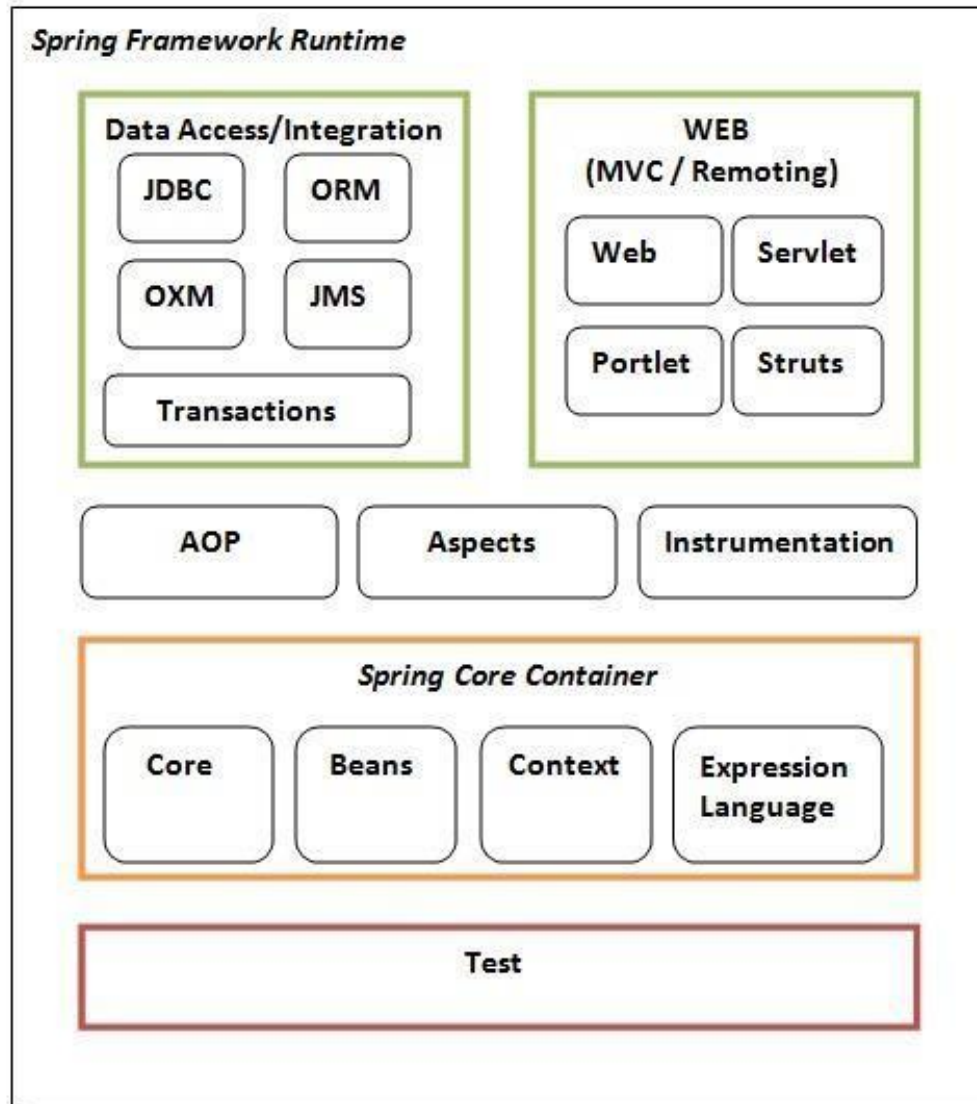 Spring Framework Runtime
Data Access/Integration
JDBC
ORM
OXM
JMS
Transactions
WEB
(MVC / Remoting)
Web
Servlet
Portlet
Struts
AOP
Aspects
Instrumentation
Spring Core Container
Core
Beans
Context
Expression
Language
Test